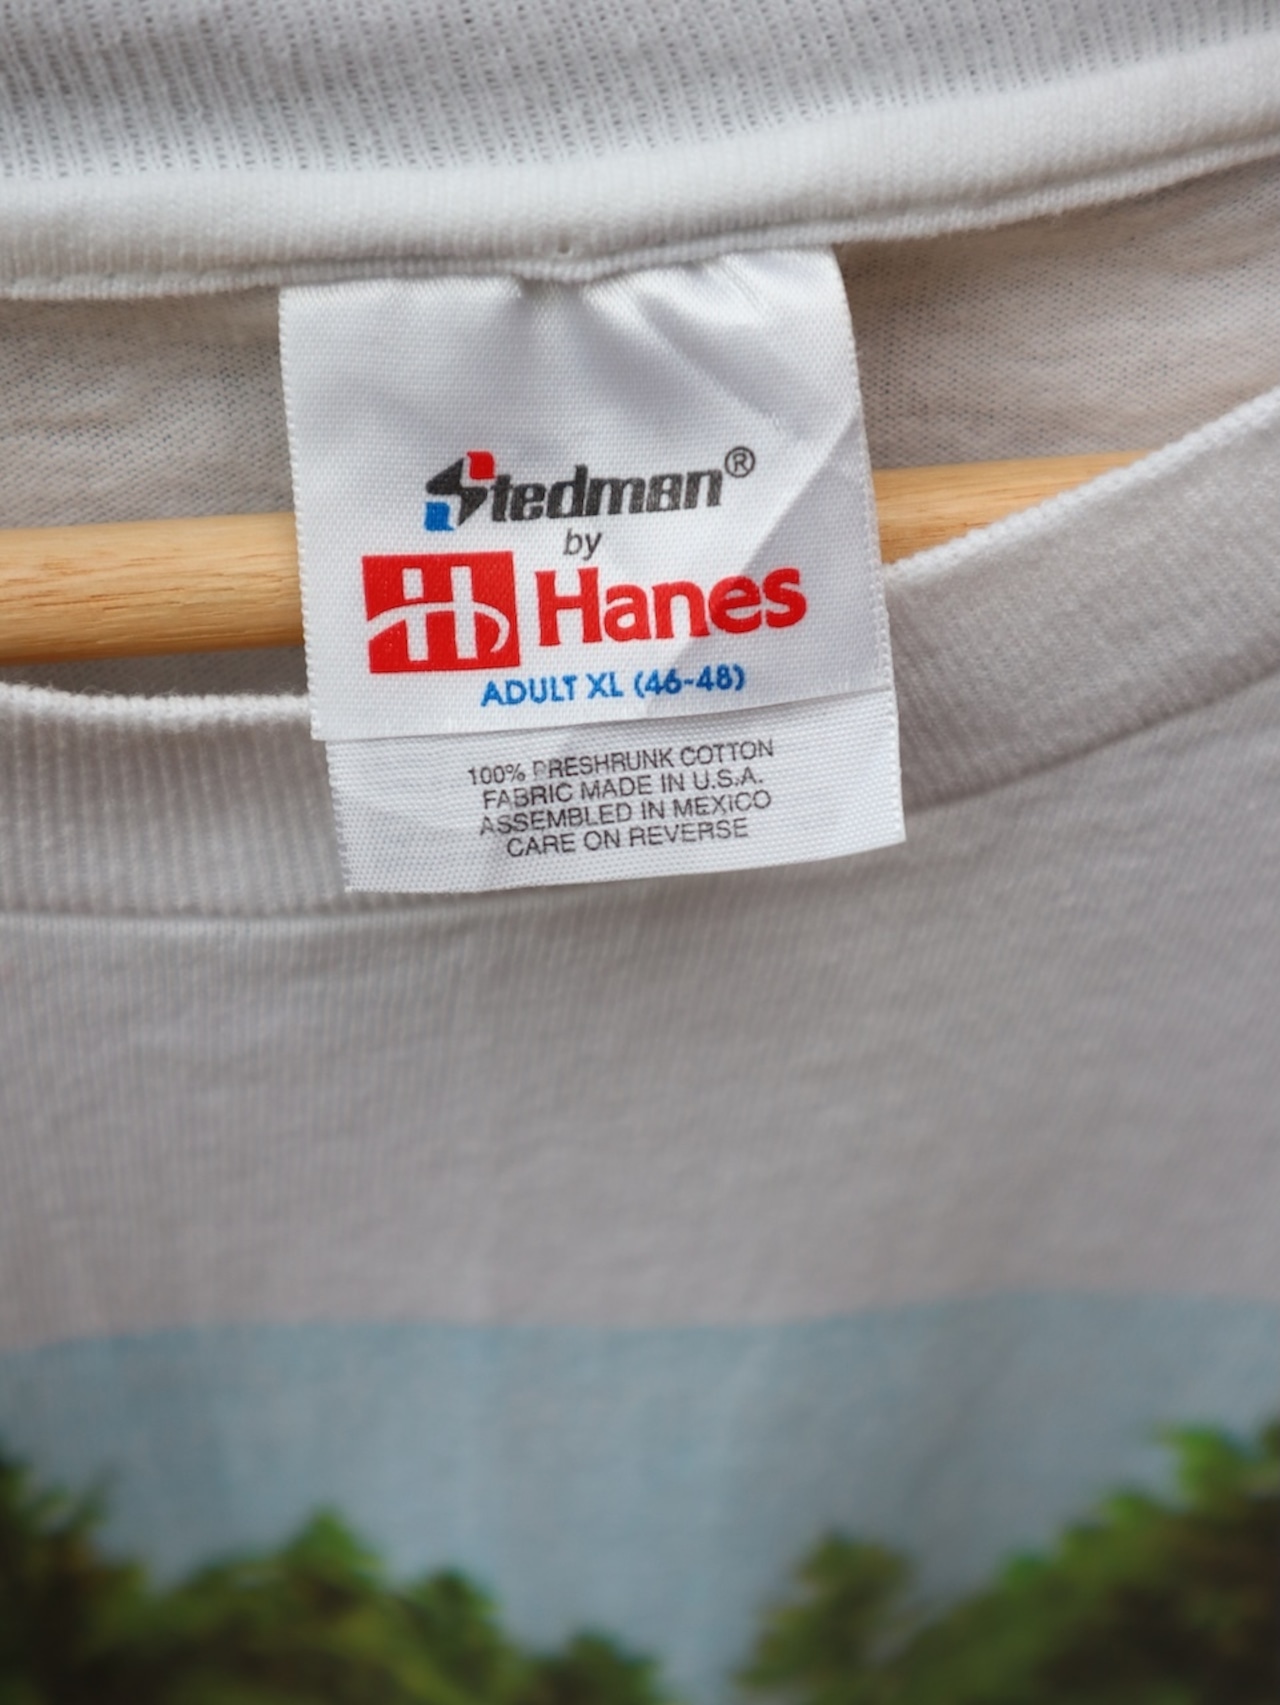 Stedman®
by
Hanes
ADULT XL (46-48)
100% PRESHRUNK COTTON
FABRIC MADE IN U.S.A.
ASSEMBLED IN MEXICO
CARE ON REVERSE